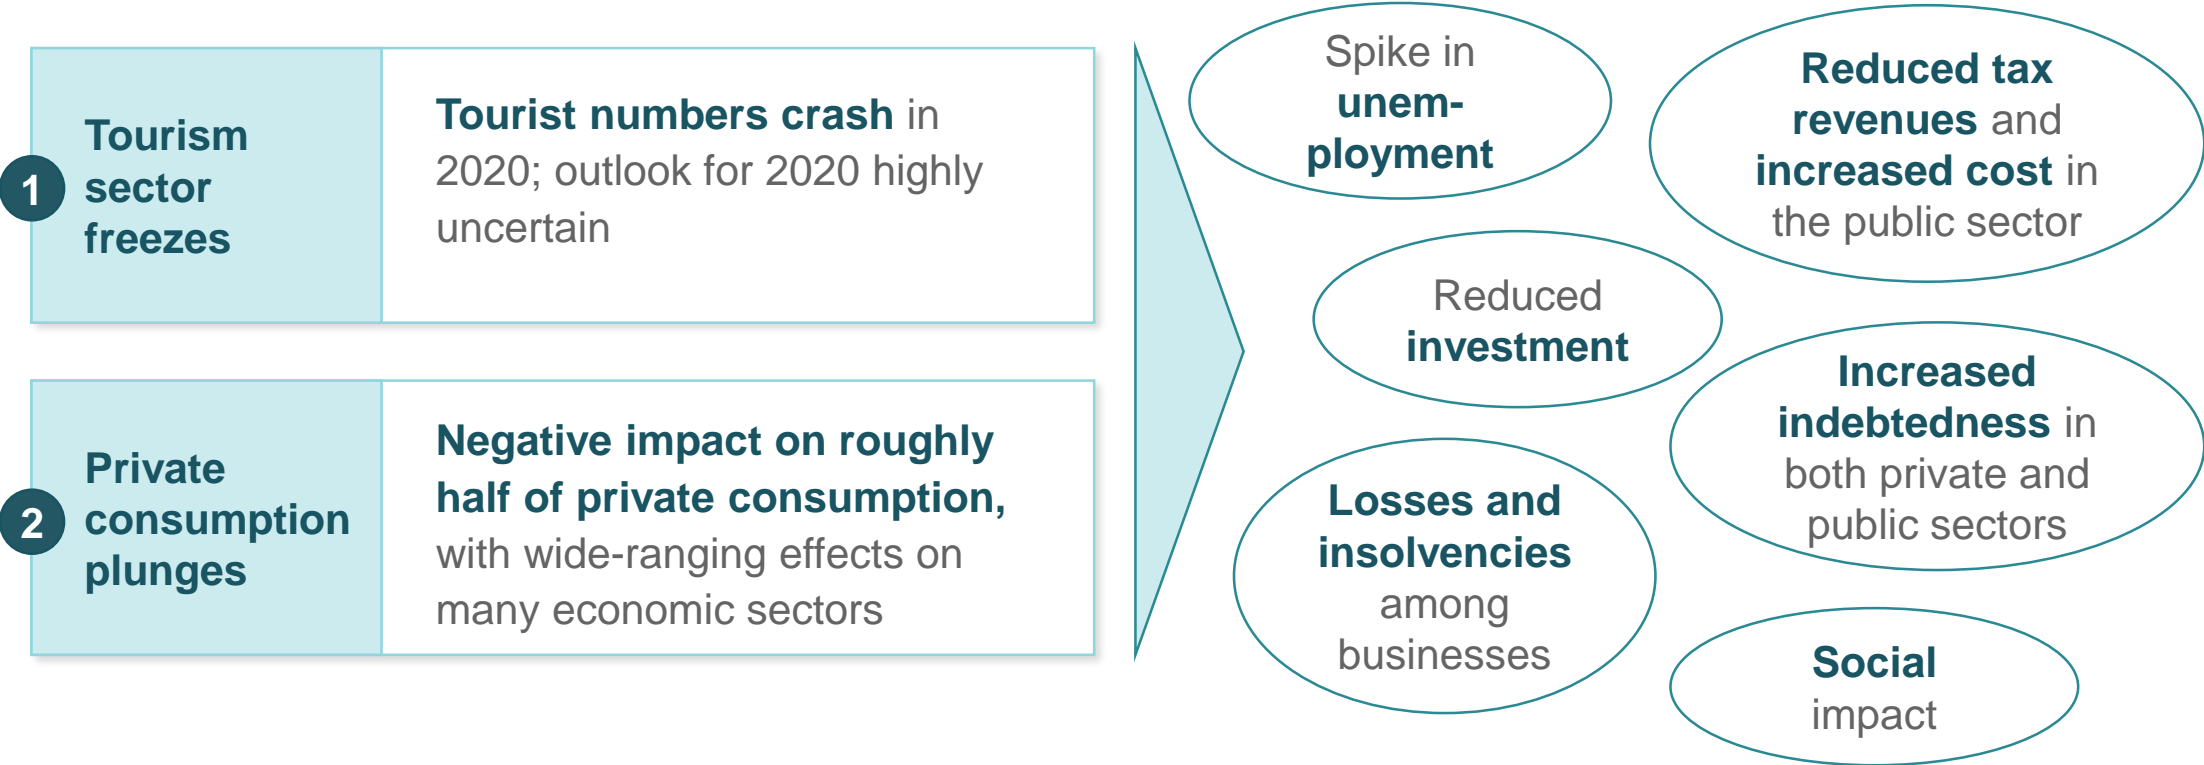 1
Tourism
sector
freezes
Tourist numbers crash in
2020; outlook for 2020 highly
uncertain
2
Private
consumption
plunges
Negative impact on roughly
half of private consumption,
with wide-ranging effects on
many economic sectors
Spike in
unem-
ployment
Reduced tax
revenues and
increased cost in
the public sector
Reduced
investment
Increased
indebtedness in
both private and
public sectors
Losses and
insolvencies
among
businesses
Social
impact